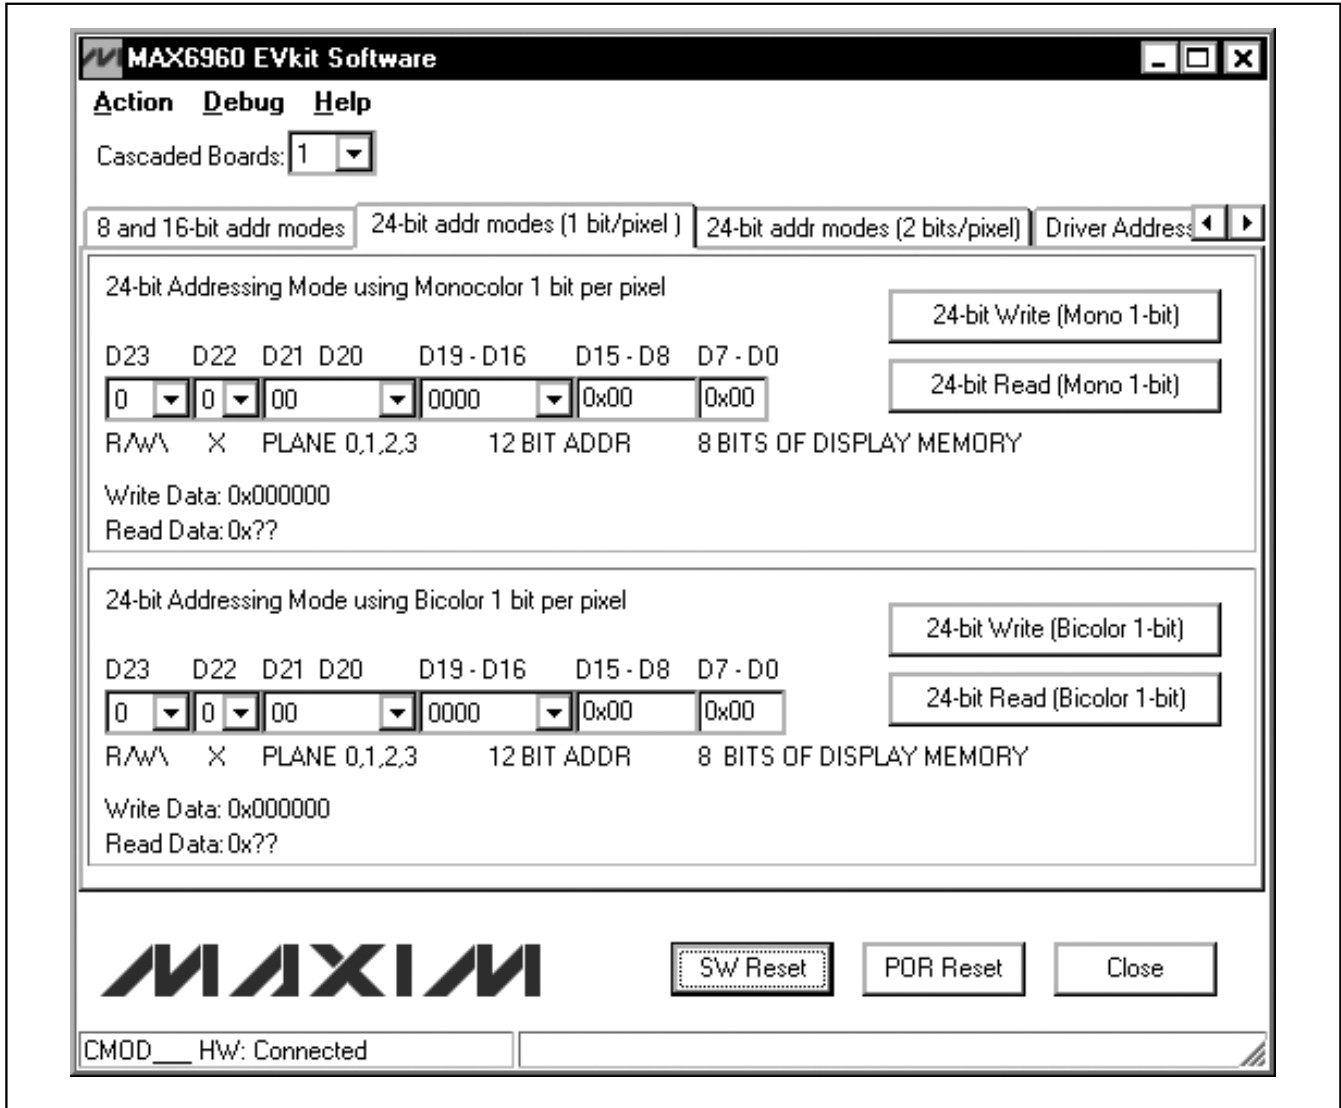 MAX6960 EVkit Software
Action Debug Help
Cascaded Boards: 1
8 and 16-bit addr modes 24-bit addr modes (1 bit/pixel ) 24-bit addr modes (2 bits/pixel) Driver Address
24-bit Addressing Mode using Monocolor 1 bit per pixel
24-bit Write (Mono 1-bit)
D23 D22 D21 D20 D19 - D16 D15 - D8 D7 - D0
24-bit Read (Mono 1-bit)
0 0 00 0000 0x00 0x00
R/W\ X PLANE 0,1,2,3 12 BIT ADDR 8 BITS OF DISPLAY MEMORY
Write Data: 0x000000
Read Data: 0x??
24-bit Addressing Mode using Bicolor 1 bit per pixel
24-bit Write (Bicolor 1-bit)
D23 D22 D21 D20 D19 - D16 D15 - D8 D7 - D0
24-bit Read (Bicolor 1-bit)
0 0 00 0000 0x00 0x00
R/W\ X PLANE 0,1,2,3 12 BIT ADDR 8 BITS OF DISPLAY MEMORY
Write Data: 0x000000
Read Data: 0x??
MAXIM
SW Reset POR Reset Close
CMOD___ HW: Connected